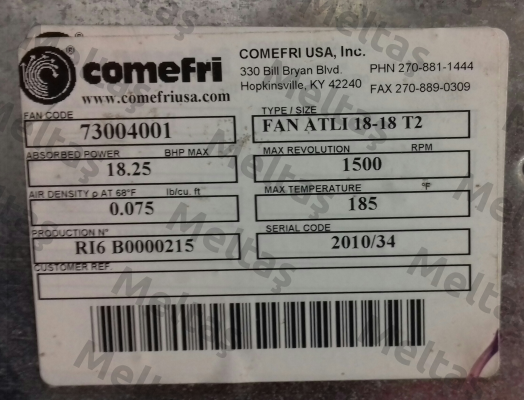 comefri
www.comefriusa.com
COMEFRI USA, Inc.
330 Bill Bryan Blvd. PHN 270-881-1444
Hopkinsville, KY 42240 FAX 270-889-0309
FAN CODE TYPE / SIZE
73004001 FAN ATLI 18-18 T2
ABSORBED POWER BHP MAX MAX REVOLUTION RPM
18.25 1500
AIR DENSITY p AT 68°F lb/cu. ft MAX TEMPERATURE °F
0.075 185
PRODUCTION N° SERIAL CODE
RI6 B0000215 2010/34
CUSTOMER REF.
Meltaş